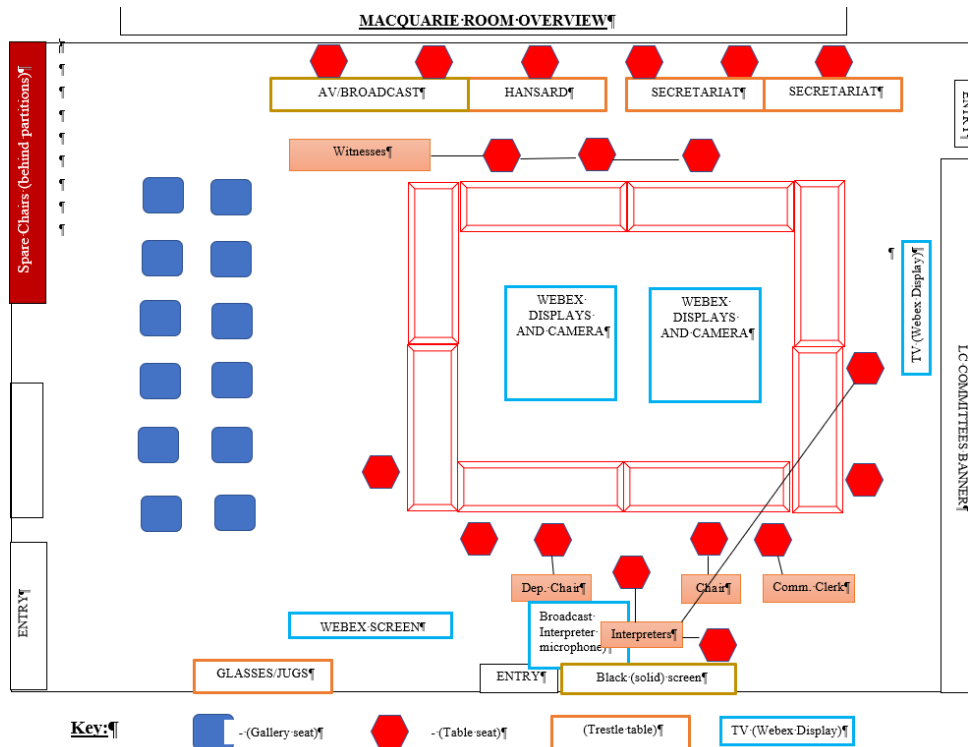 MACQUARIE·ROOM·OVERVIEW¶
¶
¶
¶
¶
¶
¶
¶
¶
¶
Spare·Chairs·(behind·partitions)¶
AV/BROADCAST¶
HANSARD¶
SECRETARIAT¶
SECRETARIAT¶
ENTRY¶
Witnesses¶
WEBEX·
DISPLAYS·
AND·CAMERA¶
WEBEX·
DISPLAYS·
AND·CAMERA¶
¶
TV·(Webex·Display)¶
LC·COMMITTEES·BANNER¶
Dep.·Chair¶
Chair¶
Comm.·Clerk¶
ENTRY¶
WEBEX·SCREEN¶
Broadcast·
Interpreter·
microphone)¶
Interpreters¶
GLASSES/JUGS¶
ENTRY¶
Black·(solid)·screen¶
Key:¶
-·(Gallery·seat)¶
-·(Table·seat)¶
(Trestle·table)¶
TV·(Webex·Display)¶